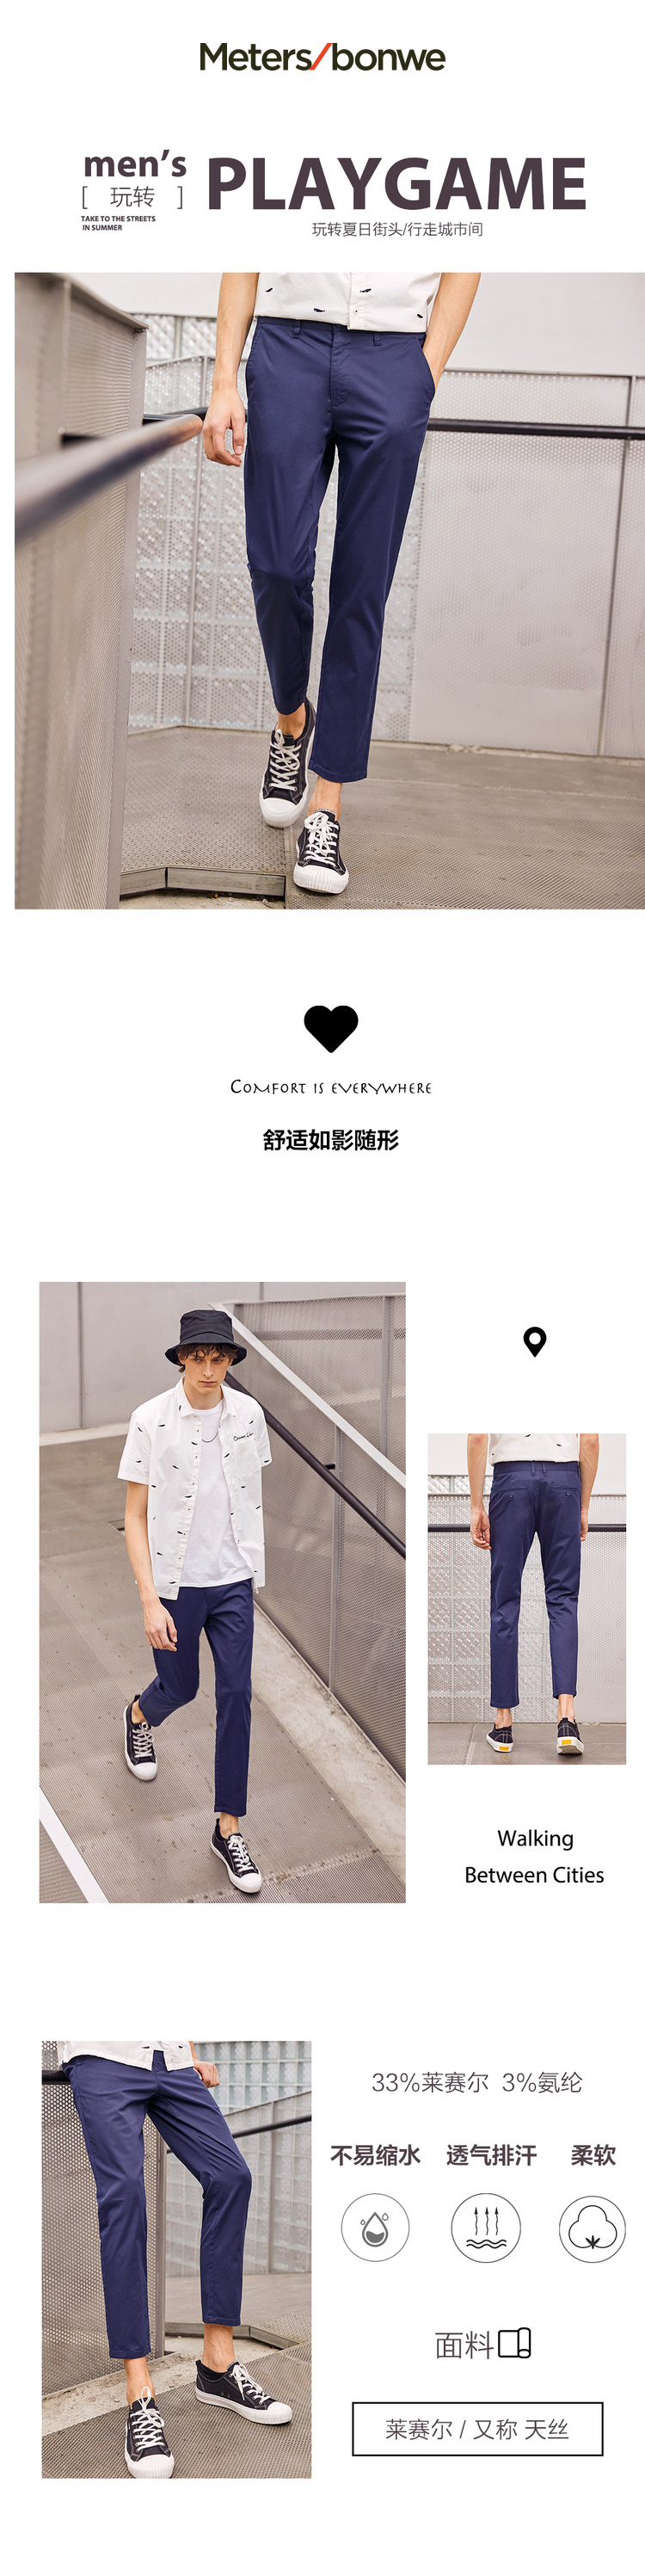 Meters/bonwe
men's
[ 玩转 ]
TAKE TO THE STREETS
IN SUMMER
PLAYGAME
玩转夏日街头/行走城市间
COMFORT IS EVERYWHERE
舒适如影随形
Walking
Between Cities
33%莱赛尔 3%氨纶
不易缩水 透气排汗 柔软
面料
莱赛尔 / 又称 天丝